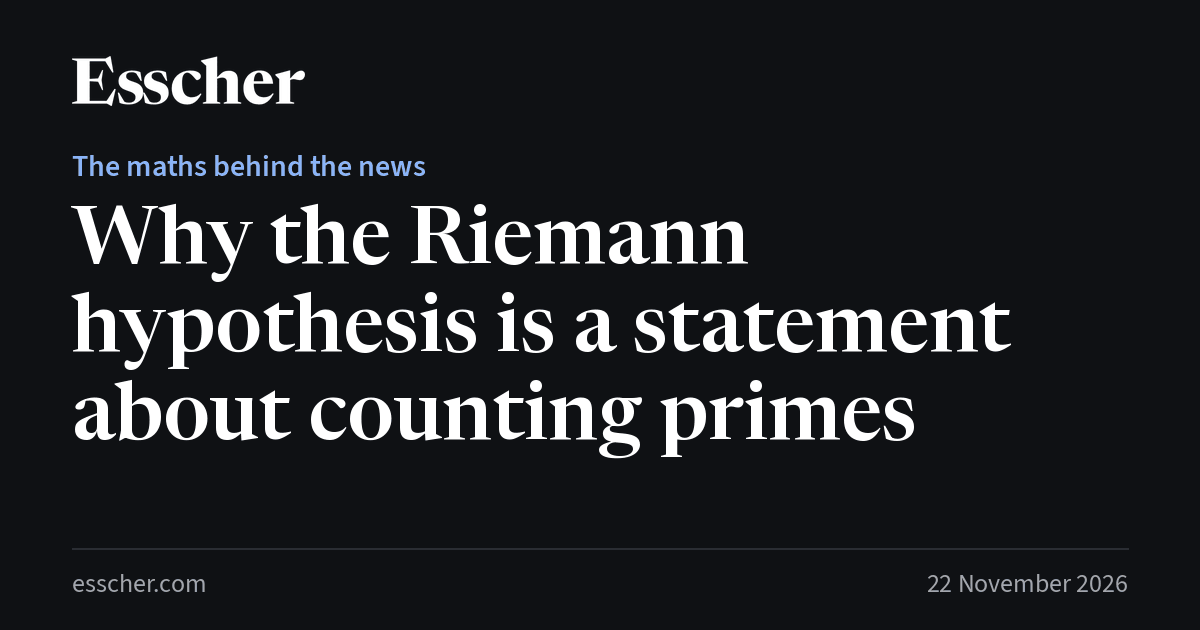 Esscher
The maths behind the news
Why the Riemann
hypothesis is a statement
about counting primes
esscher.com
22 November 2026